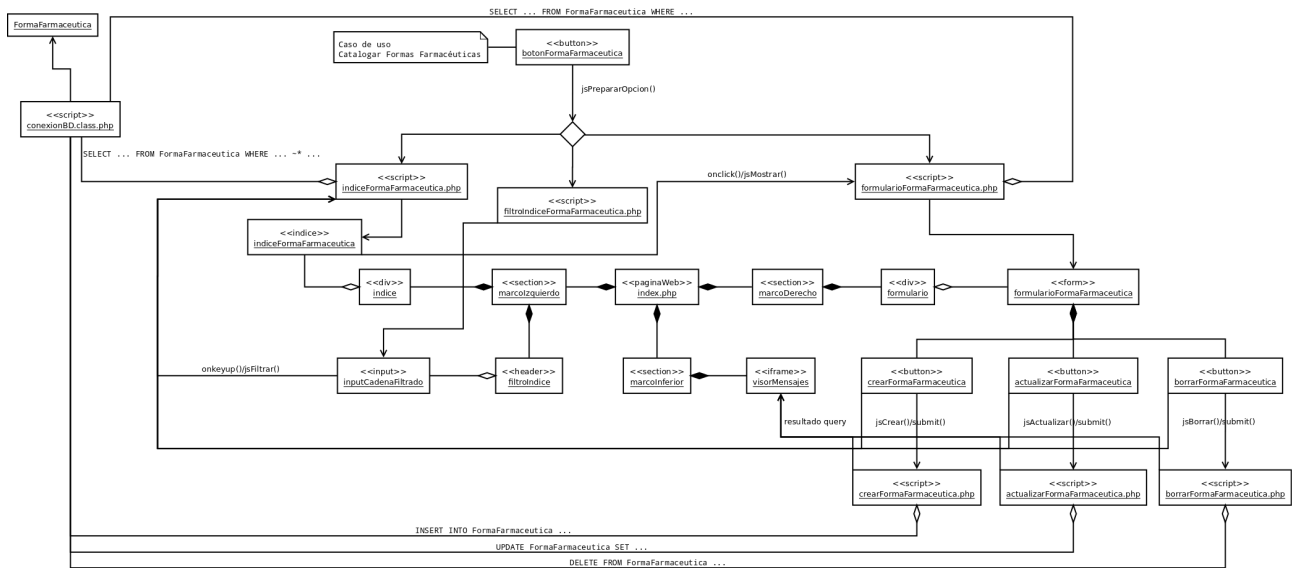 SELECT ... FROM FormaFarmaceutica WHERE ...
FormaFarmaceutica
Caso de uso
Catalogar Formas Farmacéuticas
<<button>>
botonFormaFarmaceutica
jsPrepararOpcion()
<<script>>
conexionBD.class.php
SELECT ... FROM FormaFarmaceutica WHERE ... ~* ...
<<script>>
indiceFormaFarmaceutica.php
<<script>>
filtroIndiceFormaFarmaceutica.php
onclick()/jsMostrar()
<<script>>
formularioFormaFarmaceutica.php
<<indice>>
indiceFormaFarmaceutica
<<div>>
indice
<<section>>
marcoIzquierdo
<<paginaWeb>>
index.php
<<section>>
marcoDerecho
<<div>>
formulario
<<form>>
formularioFormaFarmaceutica
onkeyup()/jsFiltrar()
<<input>>
inputCadenaFiltrado
<<header>>
filtroIndice
<<section>>
marcoInferior
<<iframe>>
visorMensajes
<<button>>
crearFormaFarmaceutica
<<button>>
actualizarFormaFarmaceutica
<<button>>
borrarFormaFarmaceutica
resultado query
jsCrear()/submit()
jsActualizar()/submit()
jsBorrar()/submit()
<<script>>
crearFormaFarmaceutica.php
<<script>>
actualizarFormaFarmaceutica.php
<<script>>
borrarFormaFarmaceutica.php
INSERT INTO FormaFarmaceutica ...
UPDATE FormaFarmaceutica SET ...
DELETE FROM FormaFarmaceutica ...